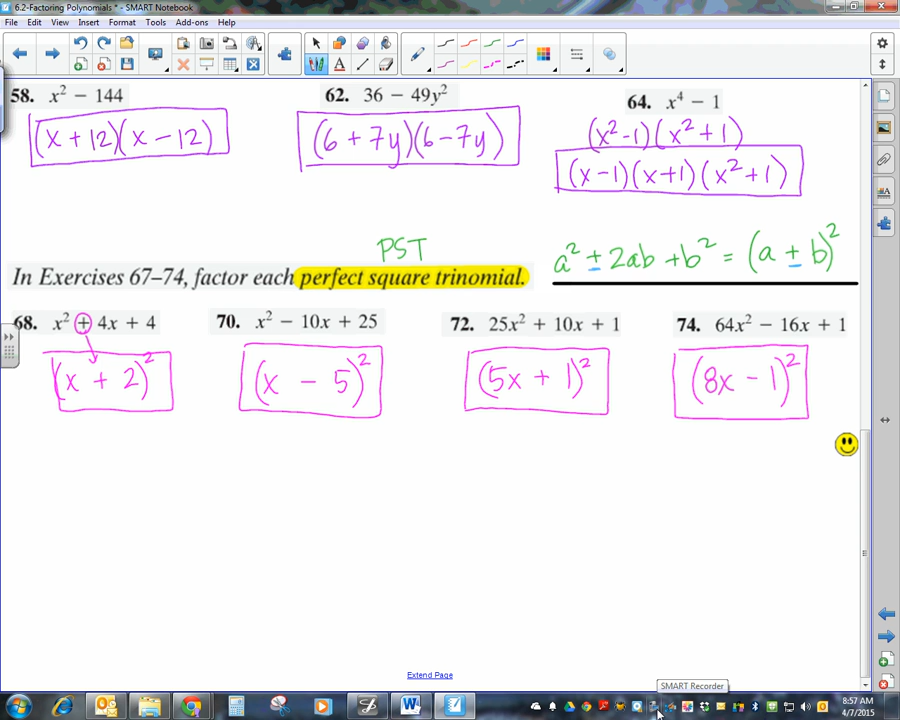 6.2-Factoring Polynomials * - SMART Notebook
File Edit View Insert Format Tools Add-ons Help
58. x² − 144
62. 36 − 49y²
64. x⁴ − 1
(x + 12)(x − 12)
(6 + 7y)(6 − 7y)
(x² − 1)(x² + 1)
(x − 1)(x + 1)(x² + 1)
PST
a² ± 2ab + b² = (a ± b)²
In Exercises 67–74, factor each perfect square trinomial.
68. x² + 4x + 4
70. x² − 10x + 25
72. 25x² + 10x + 1
74. 64x² − 16x + 1
(x + 2)²
(x − 5)²
(5x + 1)²
(8x − 1)²
Extend Page
SMART Recorder
8:57 AM
4/7/2015